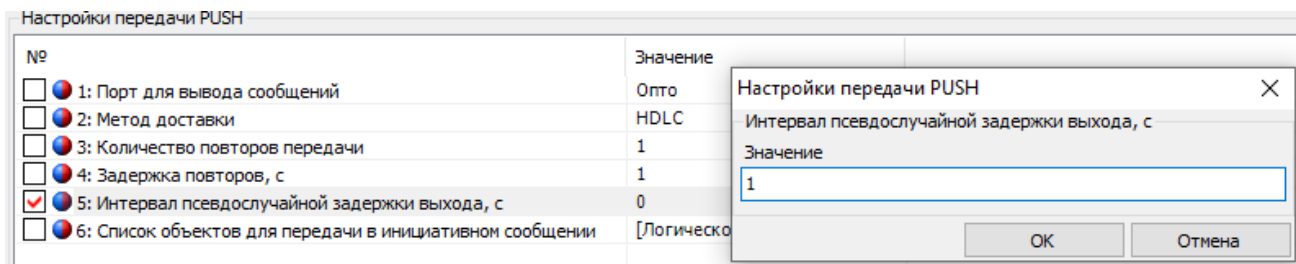 Настройки передачи PUSH
№ Значение
1: Порт для вывода сообщений Опто
2: Метод доставки HDLC
3: Количество повторов передачи 1
4: Задержка повторов, с 1
5: Интервал псевдослучайной задержки выхода, с 0
6: Список объектов для передачи в инициативном сообщении [Логическо
Настройки передачи PUSH
Интервал псевдослучайной задержки выхода, с
Значение
1
OK Отмена